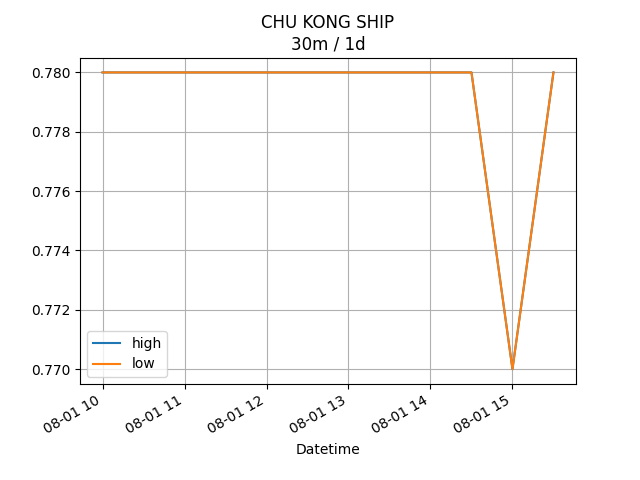 CHU KONG SHIP
30m / 1d
0.780
0.778
0.776
0.774
0.772
0.770
high
low
08-01 10
08-01 11
08-01 12
08-01 13
08-01 14
08-01 15
Datetime